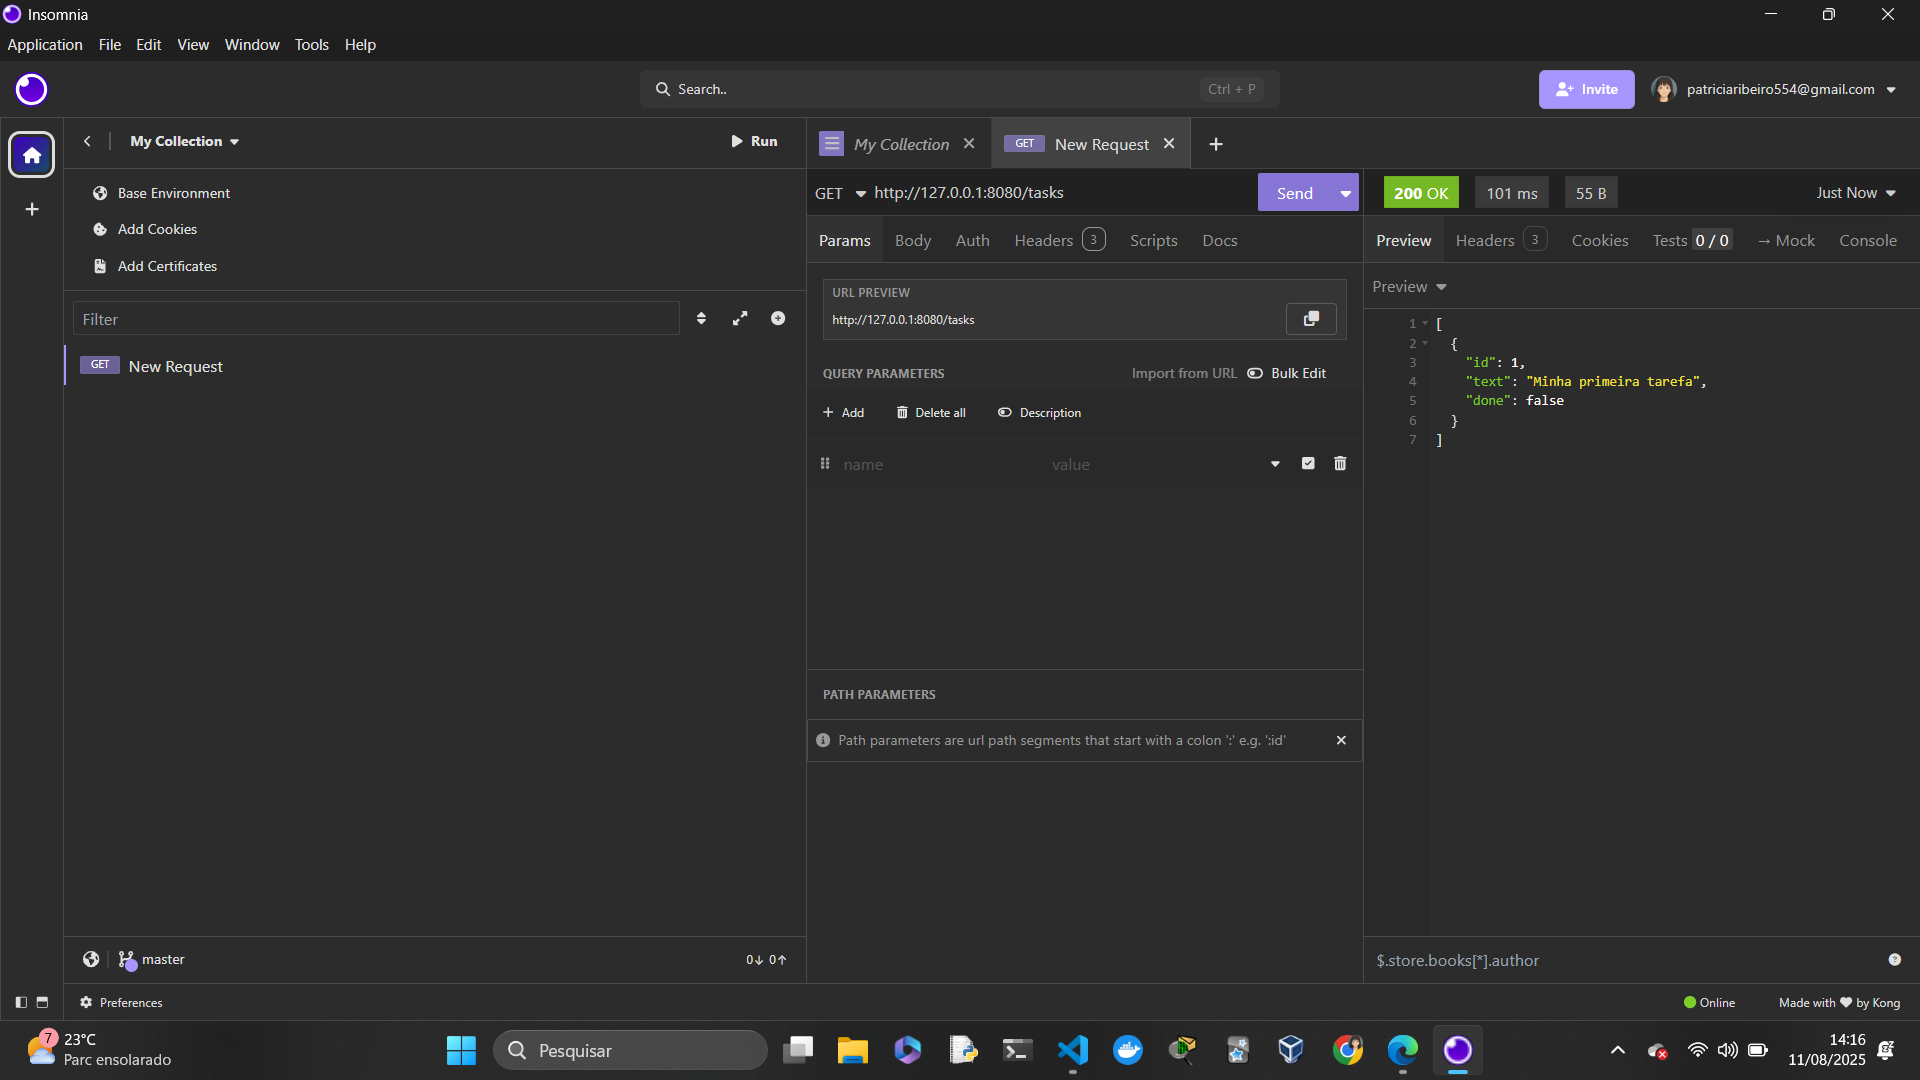 Insomnia
Application File Edit View Window Tools Help
Search.. Ctrl + P
Invite
patriciaribeiro554@gmail.com
My Collection
Run
Base Environment
Add Cookies
Add Certificates
Filter
GET New Request
My Collection
GET New Request
GET http://127.0.0.1:8080/tasks
Send
Params Body Auth Headers 3 Scripts Docs
URL PREVIEW
http://127.0.0.1:8080/tasks
QUERY PARAMETERS Import from URL Bulk Edit
Add Delete all Description
name value
PATH PARAMETERS
Path parameters are url path segments that start with a colon ':' e.g. ':id'
200 OK 101 ms 55 B Just Now
Preview Headers 3 Cookies Tests 0 / 0 → Mock Console
Preview
1 [
2 {
3 "id": 1,
4 "text": "Minha primeira tarefa",
5 "done": false
6 }
7 ]
$.store.books[*].author
master 0↓ 0↑
Preferences
Online Made with ♥ by Kong
7
23°C
Parc ensolarado
Pesquisar
14:16
11/08/2025